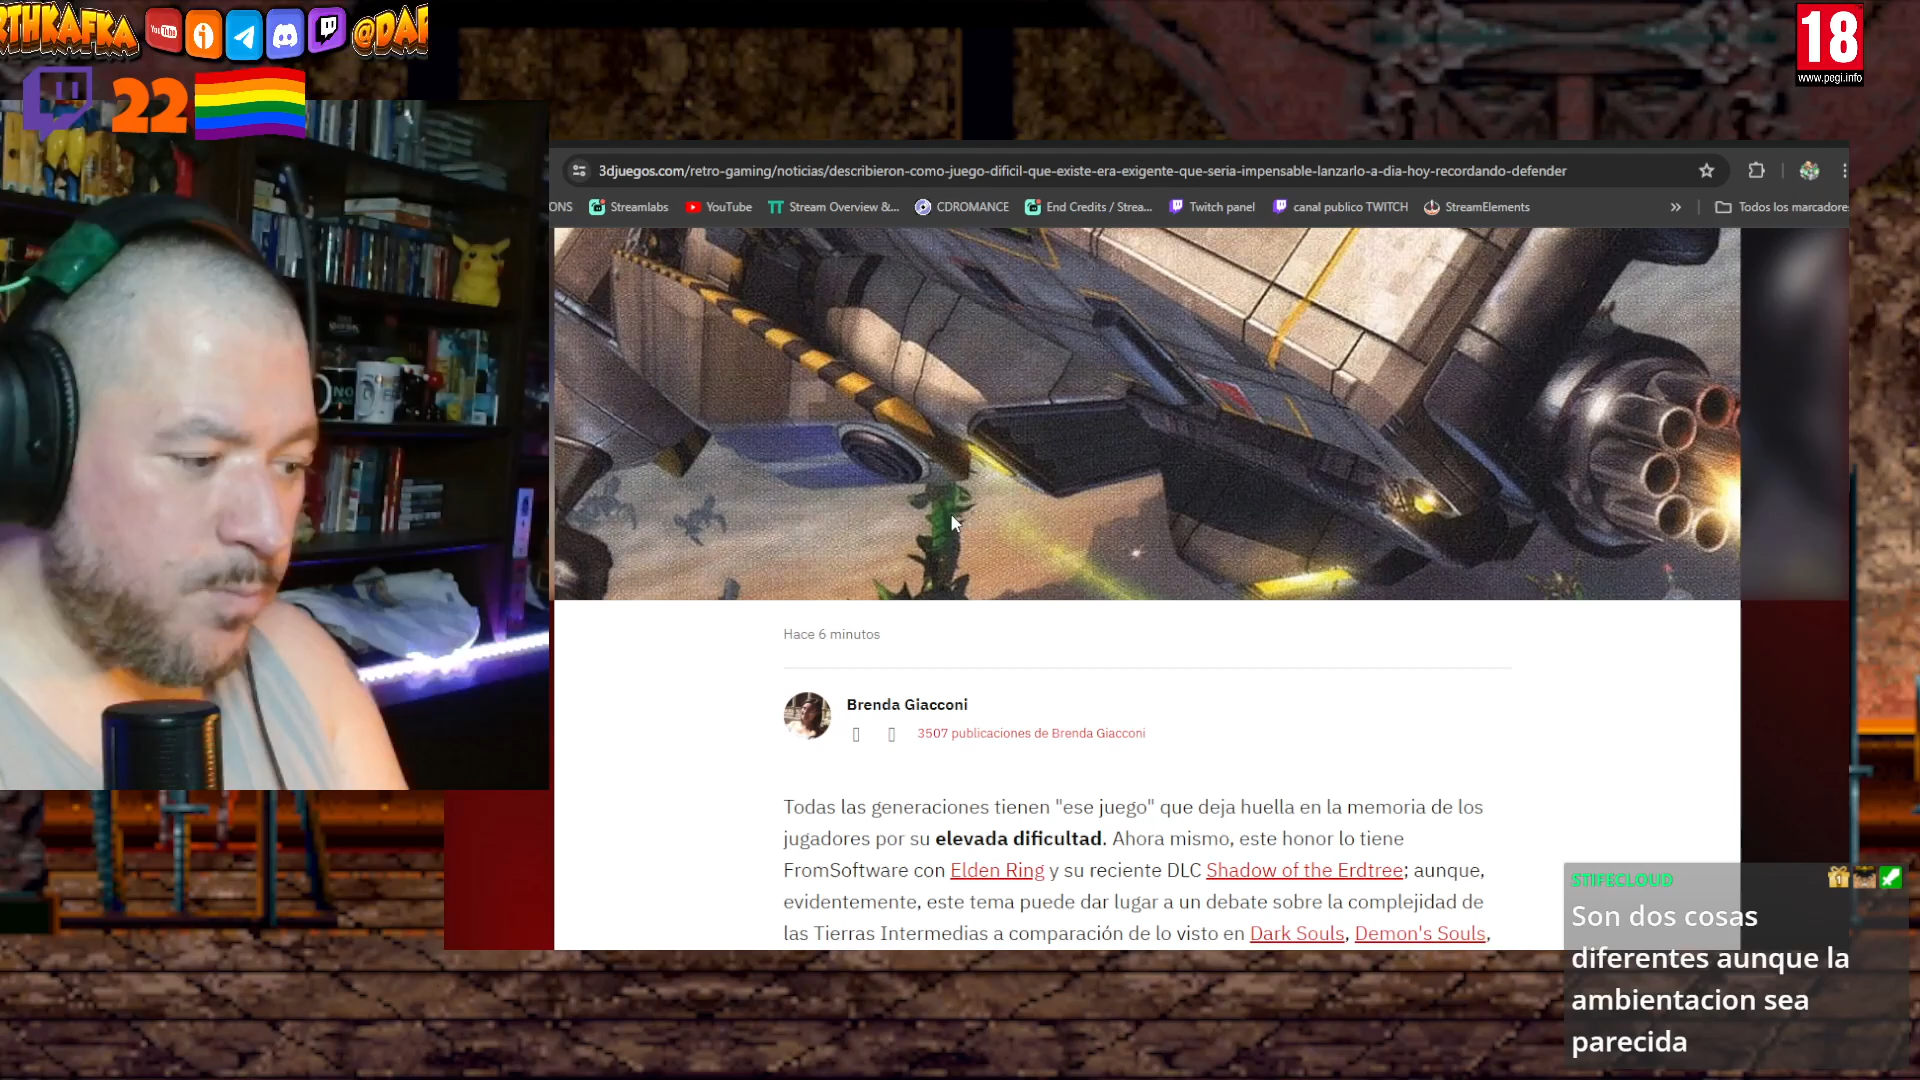 RTHKAFKA
YouTube
@DAR
22
18
www.pegi.info
3djuegos.com/retro-gaming/noticias/describieron-como-juego-dificil-que-existe-era-exigente-que-seria-impensable-lanzarlo-a-dia-hoy-recordando-defender
ONS Streamlabs YouTube Stream Overview &... CDROMANCE End Credits / Strea... Twitch panel canal publico TWITCH StreamElements » Todos los marcadore
Hace 6 minutos
Brenda Giacconi
3507 publicaciones de Brenda Giacconi
Todas las generaciones tienen "ese juego" que deja huella en la memoria de los
jugadores por su elevada dificultad. Ahora mismo, este honor lo tiene
FromSoftware con Elden Ring y su reciente DLC Shadow of the Erdtree; aunque,
evidentemente, este tema puede dar lugar a un debate sobre la complejidad de
las Tierras Intermedias a comparación de lo visto en Dark Souls, Demon's Souls,
STIFECLOUD
Son dos cosas
diferentes aunque la
ambientacion sea
parecida